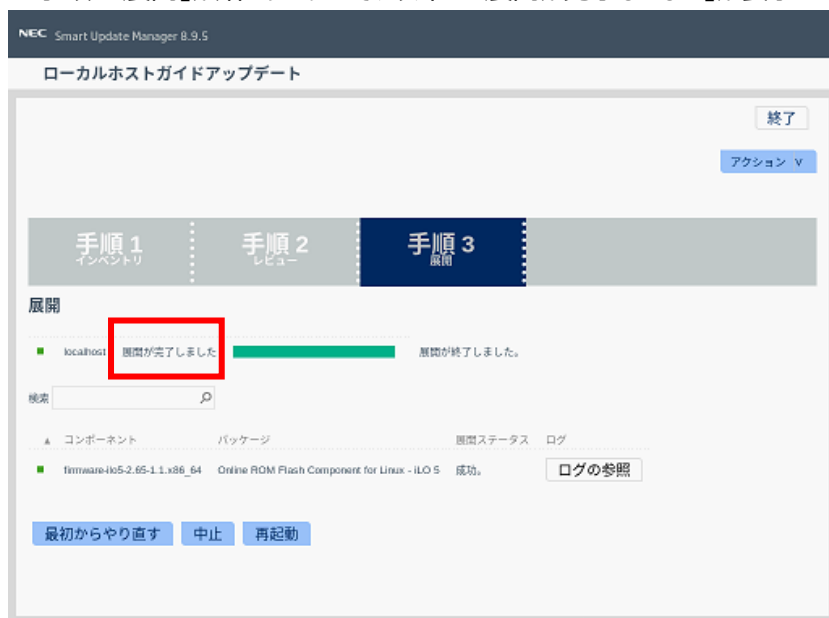 NEC Smart Update Manager 8.9.5
ローカルホストガイドアップデート
終了
アクション ∨
手順 1
インベントリ
手順 2
レビュー
手順 3
展開
展開
localhost 展開が完了しました 展開が終了しました。
検索
▲ コンポーネント パッケージ 展開ステータス ログ
firmware-ilo5-2.65-1.1.x86_64 Online ROM Flash Component for Linux - iLO 5 成功。 ログの参照
最初からやり直す 中止 再起動